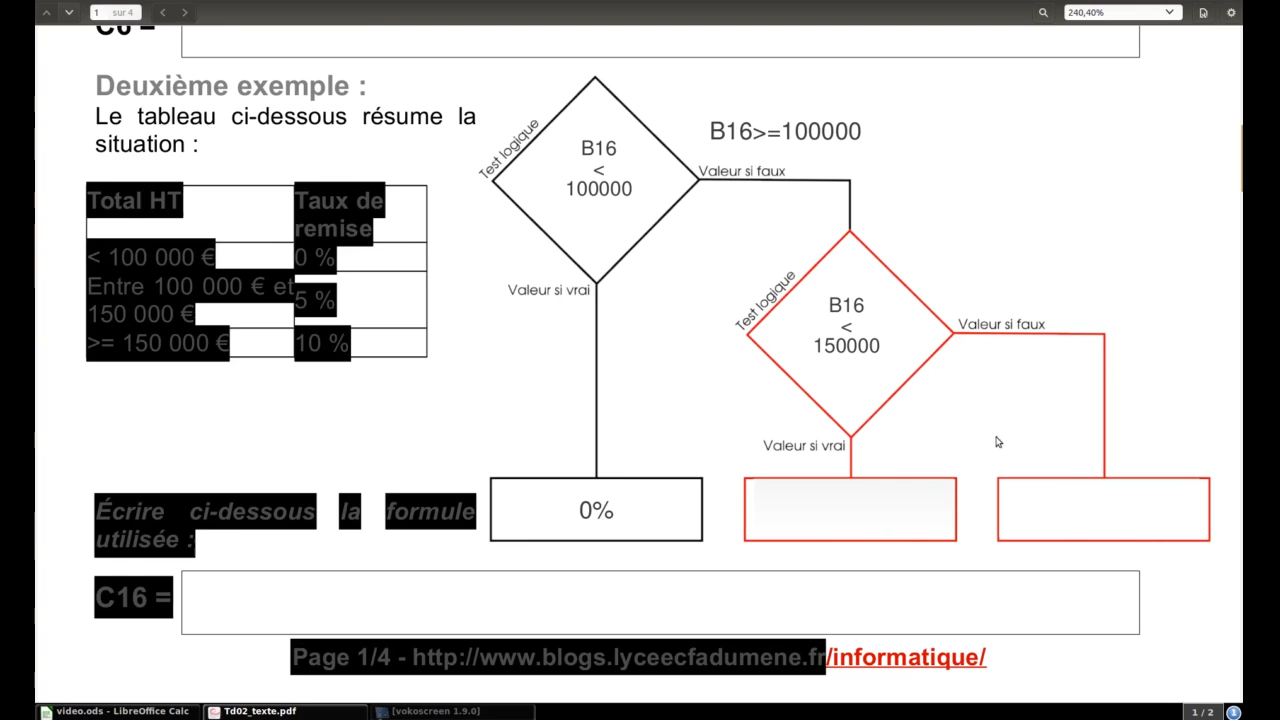 1 sur 4
240,40%
C6 =
Deuxième exemple :
Le tableau ci-dessous résume la
situation :
Total HT
Taux de
remise
< 100 000 €
0 %
Entre 100 000 € et
150 000 €
5 %
>= 150 000 €
10 %
Test logique
B16
<
100000
B16>=100000
Valeur si faux
Valeur si vrai
Test logique
B16
<
150000
Valeur si faux
Valeur si vrai
0%
Écrire ci-dessous la formule
utilisée :
C16 =
Page 1/4 - http://www.blogs.lyceecfadumene.fr/informatique/
video.ods - LibreOffice Calc
Td02_texte.pdf
[vokoscreen 1.9.0]
1 / 2
1